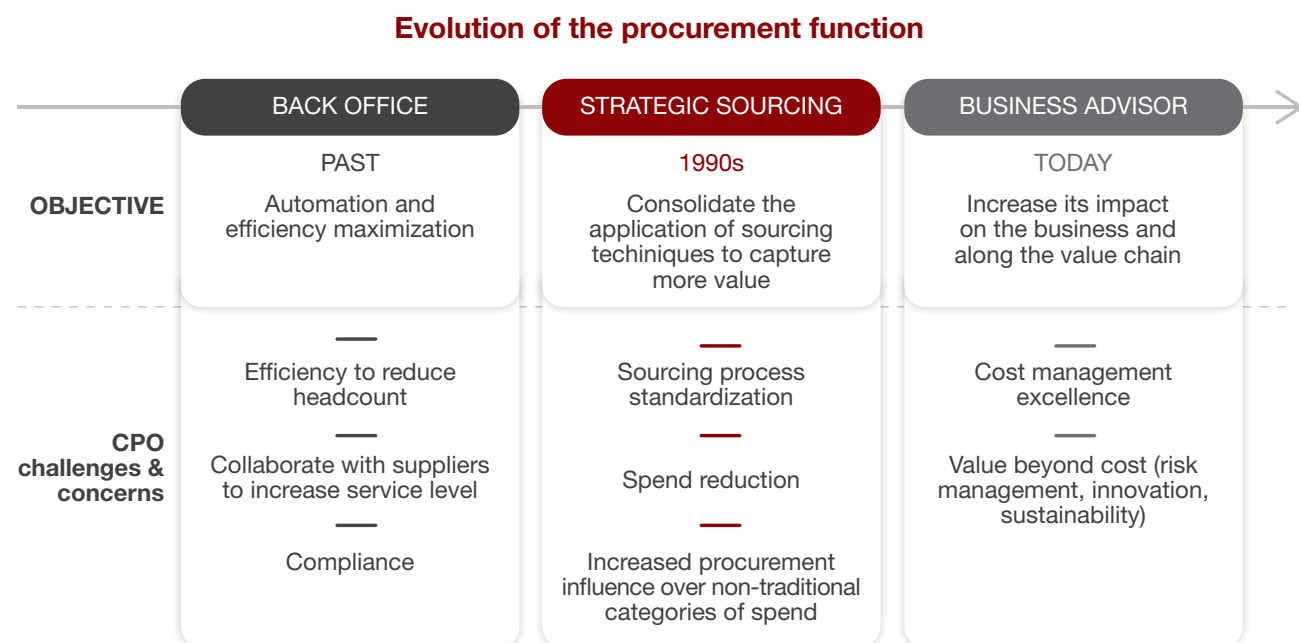 Evolution of the procurement function
BACK OFFICE
STRATEGIC SOURCING
BUSINESS ADVISOR
OBJECTIVE
PAST
Automation and
efficiency maximization
1990s
Consolidate the
application of sourcing
techiniques to capture
more value
TODAY
Increase its impact
on the business and
along the value chain
CPO
challenges &
concerns
Efficiency to reduce
headcount
Collaborate with suppliers
to increase service level
Compliance
Sourcing process
standardization
Spend reduction
Increased procurement
influence over non-traditional
categories of spend
Cost management
excellence
Value beyond cost (risk
management, innovation,
sustainability)